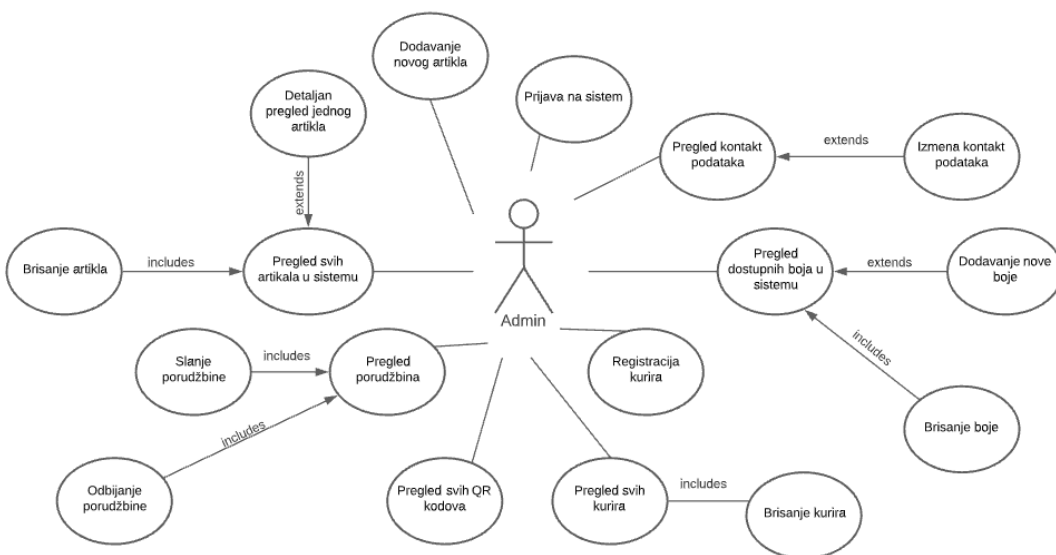 Dodavanje
novog artikla
Detaljan
pregled jednog
artikla
Prijava na sistem
Pregled kontakt
podataka
extends
Izmena kontakt
podataka
extends
Brisanje artikla
includes
Pregled svih
artikala u sistemu
Admin
Pregled
dostupnih boja u
sistemu
extends
Dodavanje nove
boje
includes
Slanje
porudžbine
includes
Pregled
porudžbina
Registracija
kurira
Brisanje boje
includes
Odbijanje
porudžbine
Pregled svih QR
kodova
Pregled svih
kurira
includes
Brisanje kurira